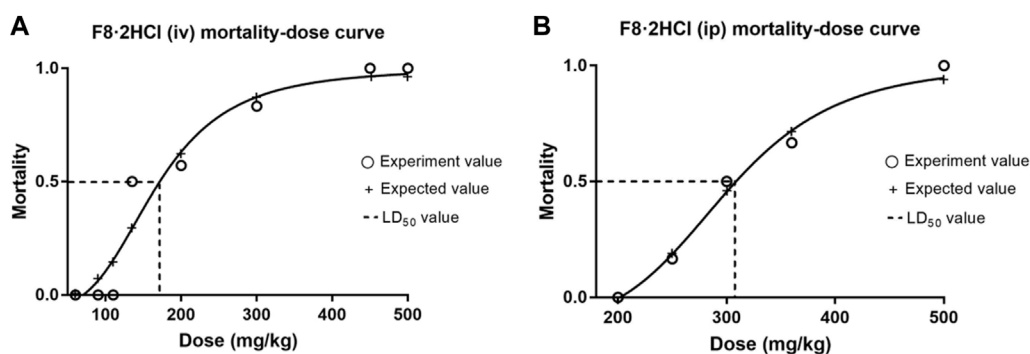 A
F8·2HCl (iv) mortality-dose curve
Mortality
1.0
0.5
0.0
100
200
300
400
500
Dose (mg/kg)
Experiment value
Expected value
LD50 value
B
F8·2HCl (ip) mortality-dose curve
Mortality
1.0
0.5
0.0
200
300
400
500
Dose (mg/kg)
Experiment value
Expected value
LD50 value